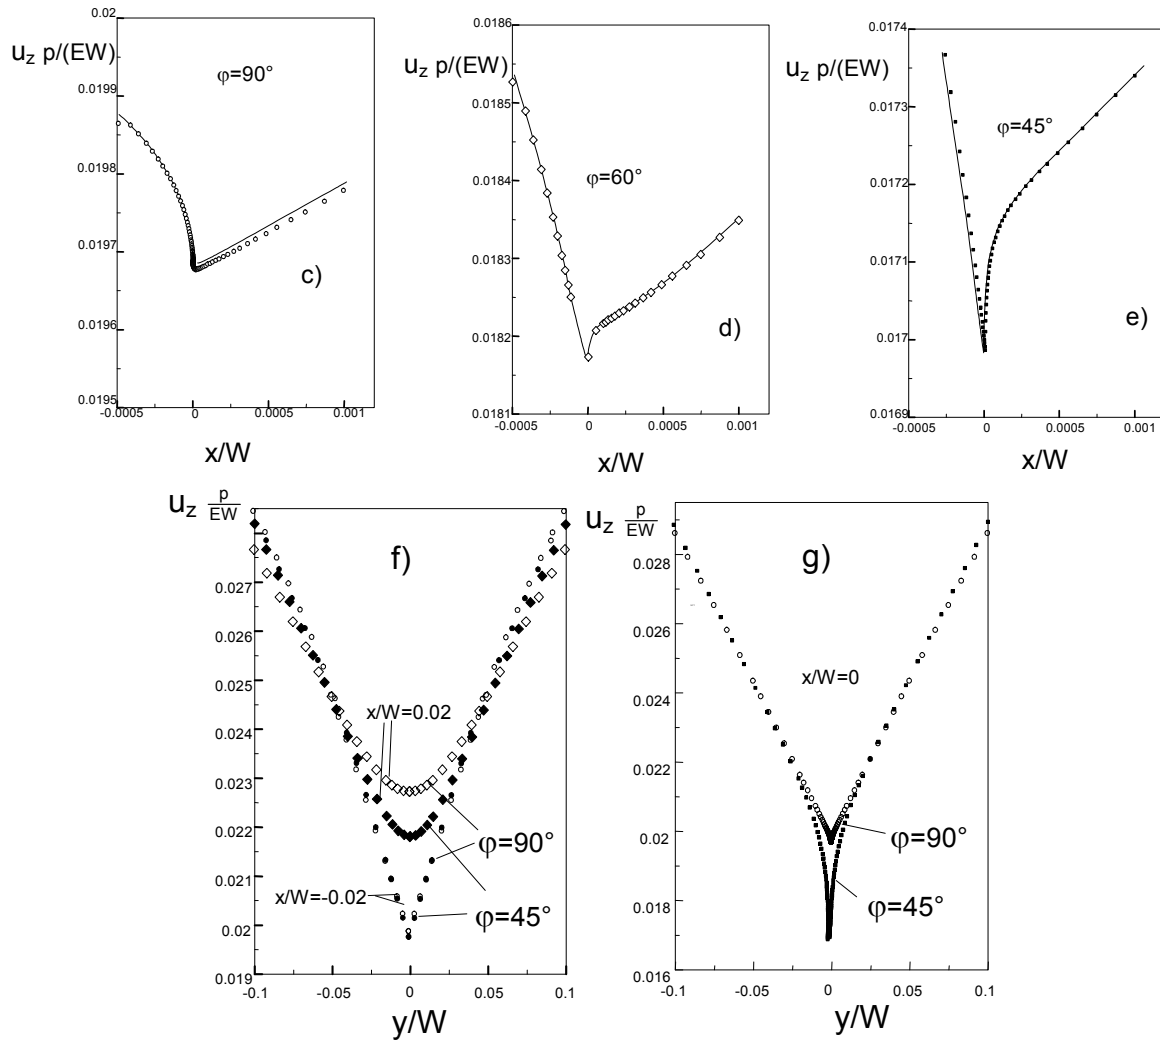 0.02
u_z p/(EW)
φ=90°
0.0199
0.0198
0.0197
0.0196
0.0195
c)
-0.0005
0
0.0005
0.001
x/W
0.0186
u_z p/(EW)
0.0185
0.0184
φ=60°
0.0183
0.0182
0.0181
d)
-0.0005
0
0.0005
0.001
x/W
0.0174
u_z p/(EW)
0.0173
φ=45°
0.0172
0.0171
0.017
0.0169
e)
-0.0005
0
0.0005
0.001
x/W
u_z p
EW
f)
0.027
0.026
0.025
0.024
0.023
0.022
0.021
0.02
0.019
x/W=0.02
φ=90°
x/W=-0.02
φ=45°
-0.1
-0.05
0
0.05
0.1
y/W
u_z p
EW
g)
0.028
0.026
0.024
0.022
0.02
0.018
0.016
x/W=0
φ=90°
φ=45°
-0.1
-0.05
0
0.05
0.1
y/W